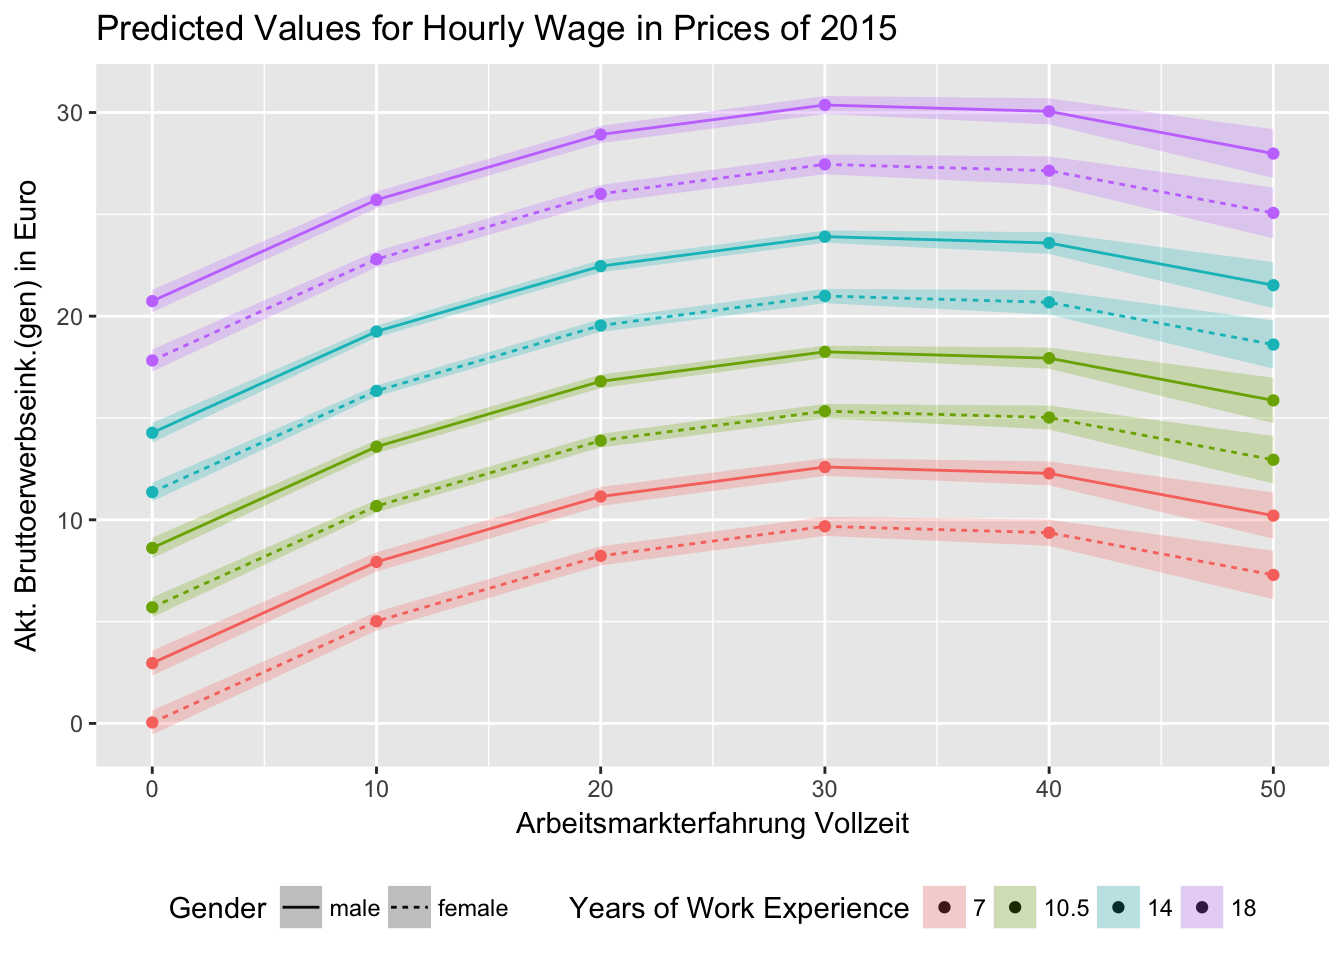 Predicted Values for Hourly Wage in Prices of 2015
Akt. Bruttoerwerbseink.(gen) in Euro
30
20
10
0
0 10 20 30 40 50
Arbeitsmarkterfahrung Vollzeit
Gender male female Years of Work Experience 7 10.5 14 18